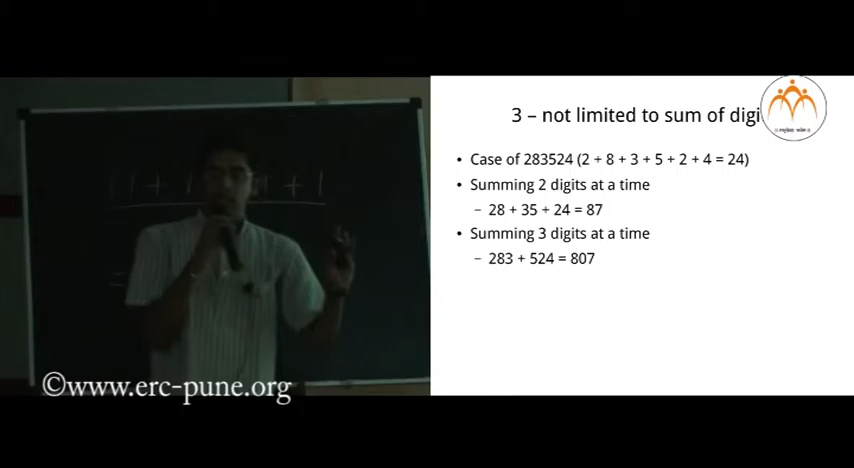 3 – not limited to sum of digi
• Case of 283524 (2 + 8 + 3 + 5 + 2 + 4 = 24)
• Summing 2 digits at a time
– 28 + 35 + 24 = 87
• Summing 3 digits at a time
– 283 + 524 = 807
©www.erc-pune.org